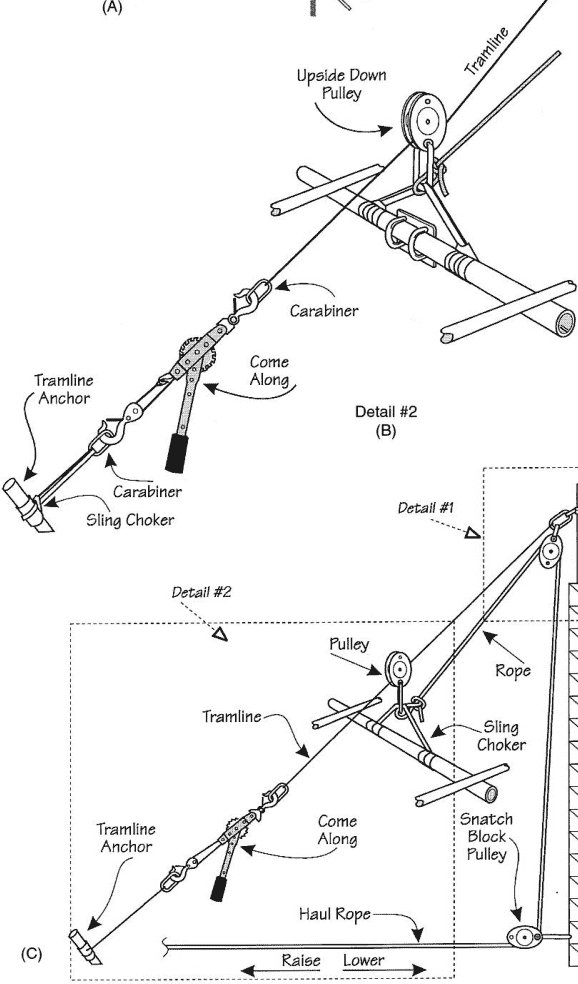 (A)
Tramline
Upside Down
Pulley
Carabiner
Come
Along
Tramline
Anchor
Detail #2
(B)
Carabiner
Sling Choker
Detail #1
Detail #2
Pulley
Rope
Tramline
Sling
Choker
Snatch
Block
Pulley
Come
Along
Tramline
Anchor
Haul Rope
(C)
Raise Lower